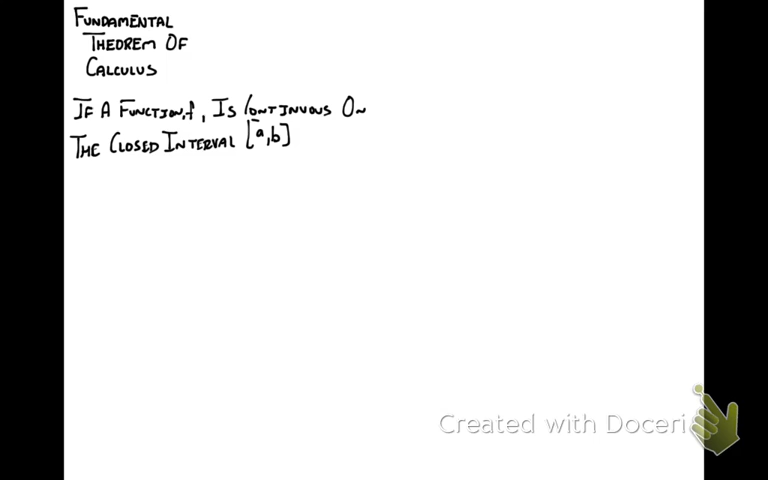 FUNDAMENTAL
THEOREM OF
CALCULUS
IF A FUNCTION, f, IS CONTINUOUS ON
THE CLOSED INTERVAL [a,b]
Created with Doceri